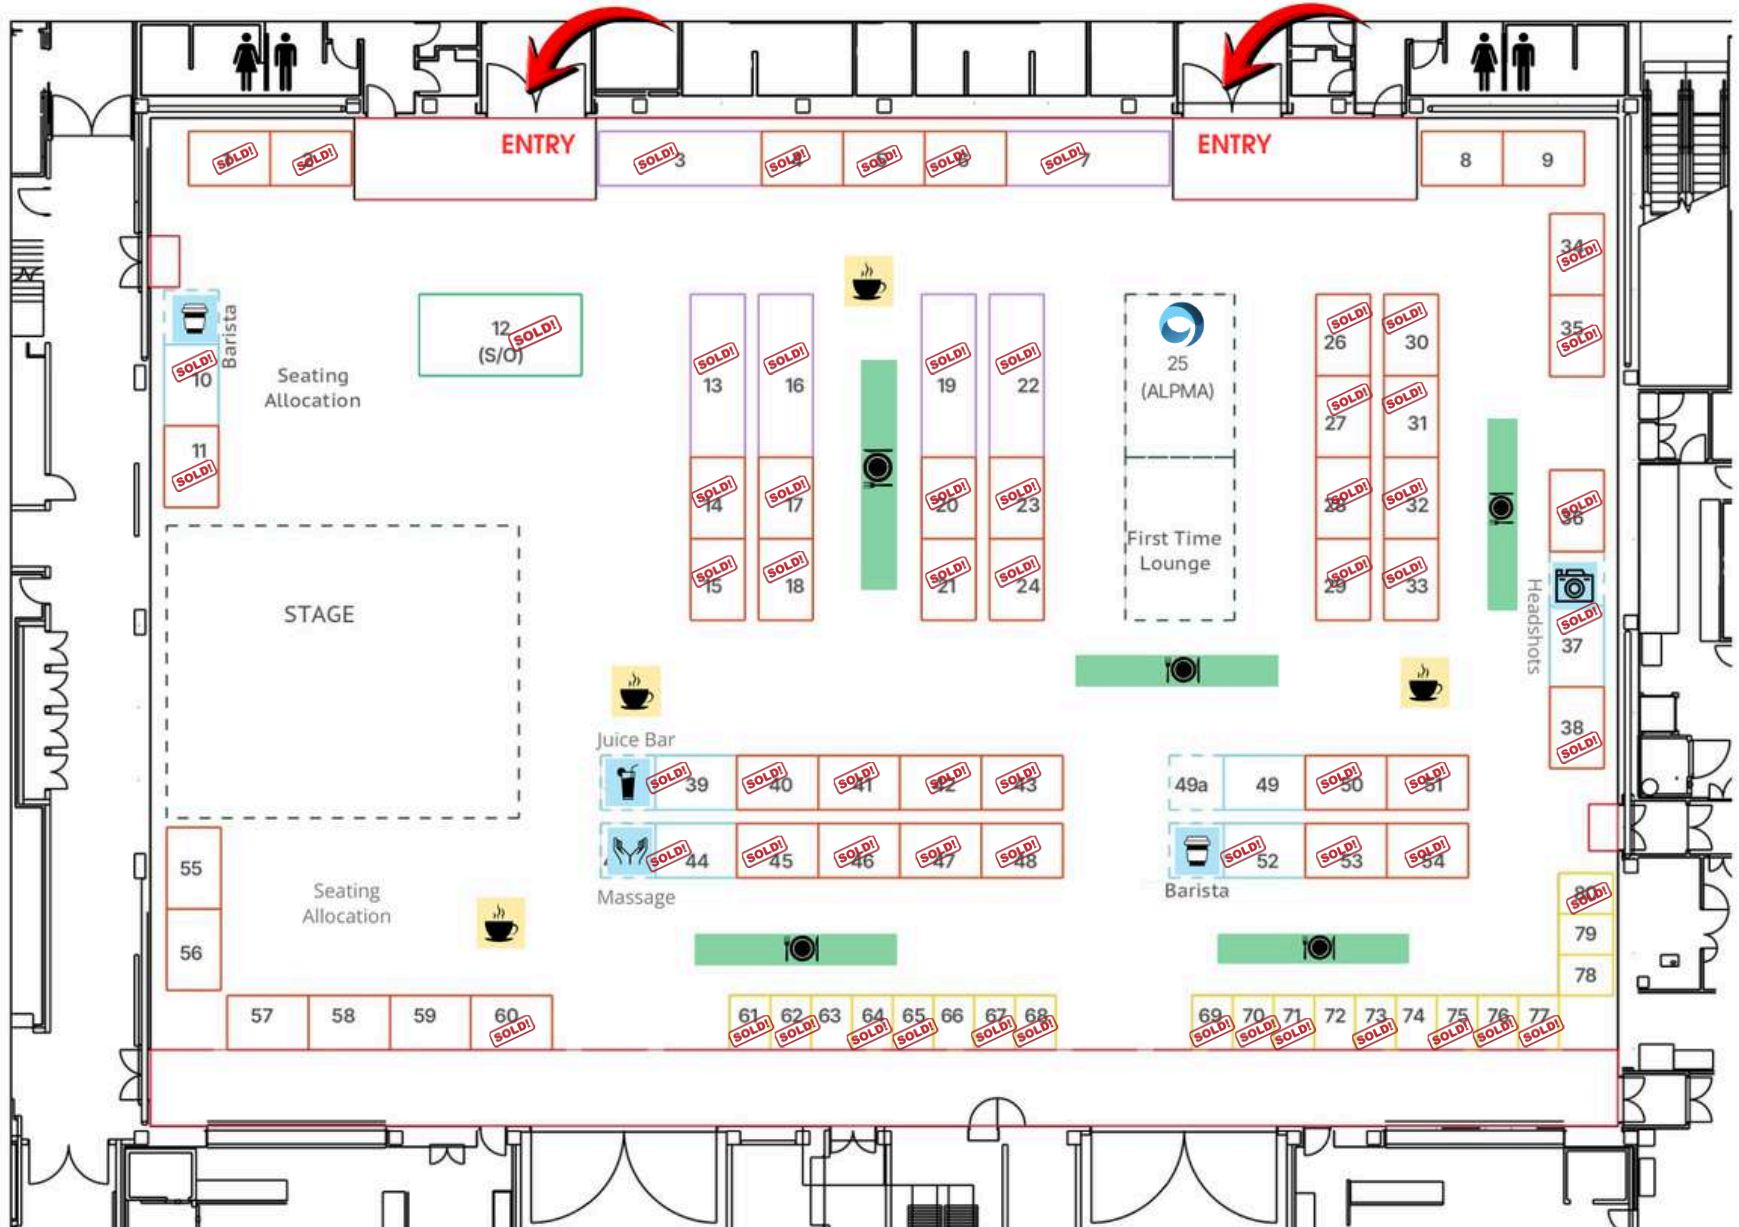 ENTRY
ENTRY
SOLD!
1
SOLD!
2
SOLD!
3
SOLD!
4
SOLD!
5
SOLD!
6
SOLD!
7
8
9
34
SOLD!
35
SOLD!
Barista
SOLD!
10
11
SOLD!
Seating
Allocation
12
(S/O)
SOLD!
SOLD!
13
SOLD!
16
SOLD!
19
SOLD!
22
25
(ALPMA)
SOLD!
26
SOLD!
30
SOLD!
27
SOLD!
31
SOLD!
14
SOLD!
17
SOLD!
20
SOLD!
23
SOLD!
28
SOLD!
32
SOLD!
36
SOLD!
15
SOLD!
18
SOLD!
21
SOLD!
24
First Time
Lounge
SOLD!
29
SOLD!
33
Headshots
SOLD!
37
38
SOLD!
STAGE
Juice Bar
SOLD!
39
SOLD!
40
SOLD!
41
SOLD!
42
SOLD!
43
49a
49
SOLD!
50
SOLD!
51
SOLD!
44
SOLD!
45
SOLD!
46
SOLD!
47
SOLD!
48
SOLD!
52
SOLD!
53
SOLD!
54
Massage
Barista
55
56
Seating
Allocation
80
SOLD!
79
78
57
58
59
60
SOLD!
61
SOLD!
62
SOLD!
63
64
SOLD!
65
SOLD!
66
67
SOLD!
68
SOLD!
69
SOLD!
70
SOLD!
71
SOLD!
72
73
SOLD!
74
75
SOLD!
76
SOLD!
77
SOLD!